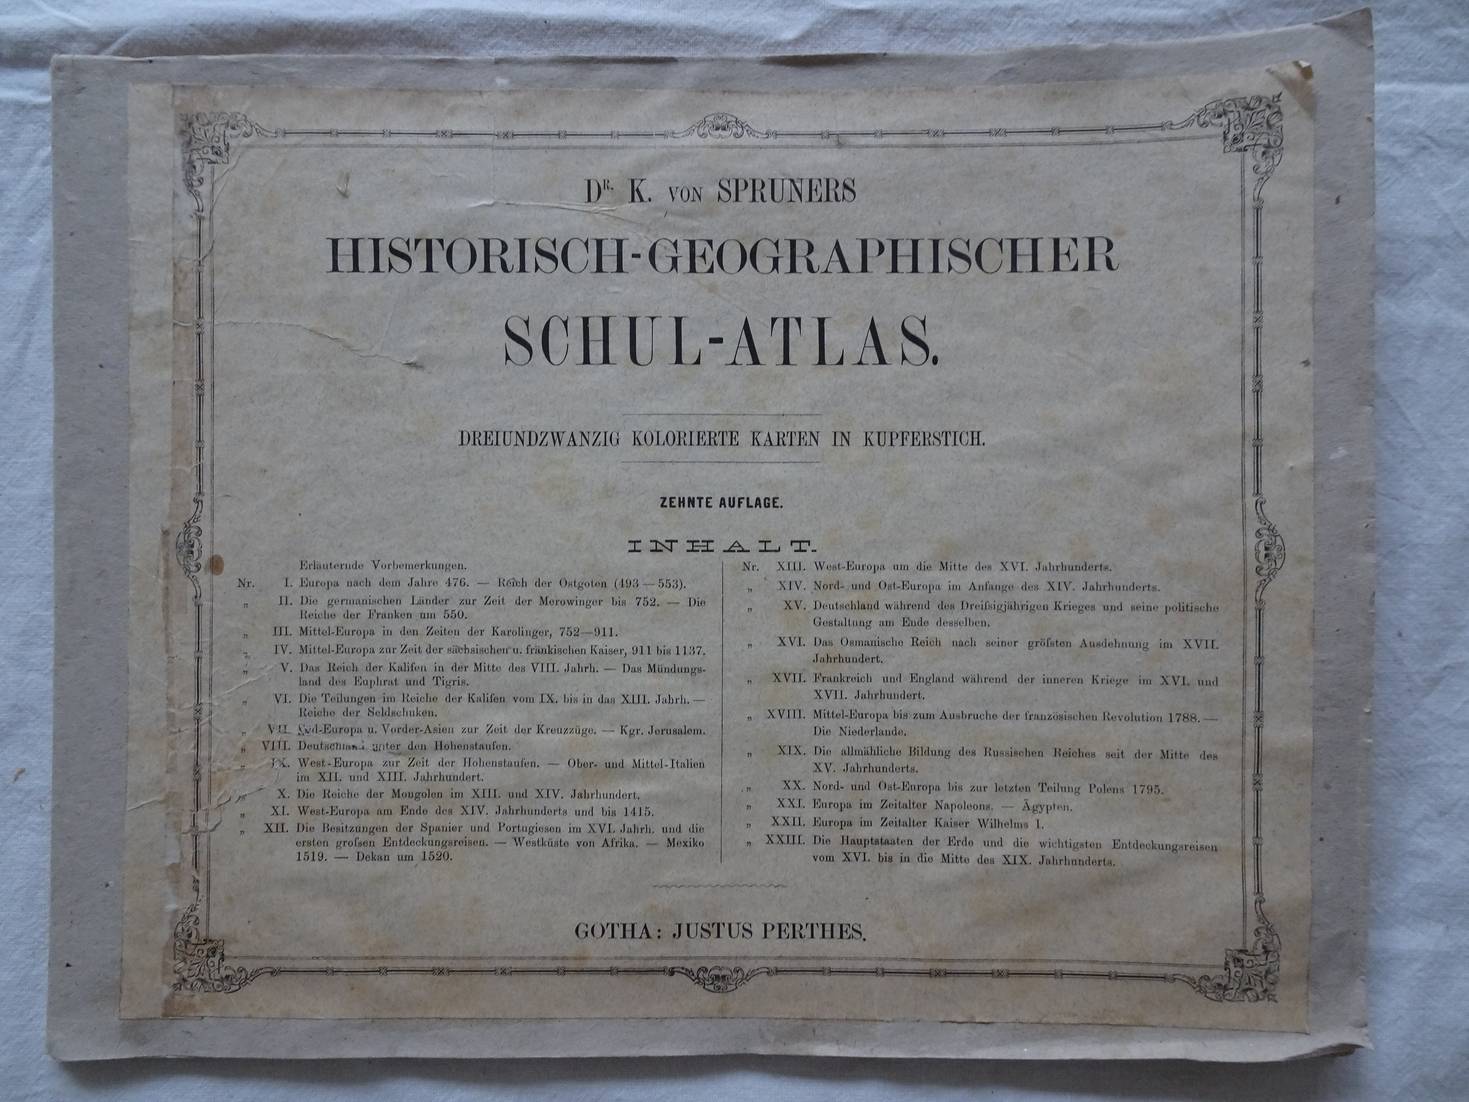 DR. K. VON SPRUNERS
HISTORISCH-GEOGRAPHISCHER
SCHUL-ATLAS.
DREIUNDZWANZIG KOLORIERTE KARTEN IN KUPFERSTICH.
ZEHNTE AUFLAGE.
INHALT.
Erläuternde Vorbemerkungen.
Nr. I. Europa nach dem Jahre 476. — Reich der Ostgoten (493—553).
„ II. Die germanischen Länder zur Zeit der Merowinger bis 752. — Die
Reiche der Franken um 550.
„ III. Mittel-Europa in den Zeiten der Karolinger, 752—911.
„ IV. Mittel-Europa zur Zeit der sächsischen u. fränkischen Kaiser, 911 bis 1137.
„ V. Das Reich der Kalifen in der Mitte des VIII. Jahrh. — Das Mündungs-
land des Euphrat und Tigris.
„ VI. Die Teilungen im Reiche der Kalifen vom IX. bis in das XIII. Jahrh. —
Reiche der Seldschuken.
„ VII. Süd-Europa u. Vorder-Asien zur Zeit der Kreuzzüge. — Kgr. Jerusalem.
„ VIII. Deutschland unter den Hohenstaufen.
„ IX. West-Europa zur Zeit der Hohenstaufen. — Ober- und Mittel-Italien
im XII. und XIII. Jahrhundert.
„ X. Die Reiche der Mongolen im XIII. und XIV. Jahrhundert.
„ XI. West-Europa am Ende des XIV. Jahrhunderts und bis 1415.
„ XII. Die Besitzungen der Spanier und Portugiesen im XVI. Jahrh. und die
ersten großen Entdeckungsreisen. — Westküste von Afrika. — Mexiko
1519. — Dekan um 1520.
Nr. XIII. West-Europa um die Mitte des XVI. Jahrhunderts.
„ XIV. Nord- und Ost-Europa im Anfange des XIV. Jahrhunderts.
„ XV. Deutschland während des Dreißigjährigen Krieges und seine politische
Gestaltung am Ende desselben.
„ XVI. Das Osmanische Reich nach seiner größten Ausdehnung im XVII.
Jahrhundert.
„ XVII. Frankreich und England während der inneren Kriege im XVI. und
XVII. Jahrhundert.
„ XVIII. Mittel-Europa bis zum Ausbruche der französischen Revolution 1788. —
Die Niederlande.
„ XIX. Die allmähliche Bildung des Russischen Reiches seit der Mitte des
XV. Jahrhunderts.
„ XX. Nord- und Ost-Europa bis zur letzten Teilung Polens 1795.
„ XXI. Europa im Zeitalter Napoleons. — Ägypten.
„ XXII. Europa im Zeitalter Kaiser Wilhelms I.
„ XXIII. Die Hauptstaaten der Erde und die wichtigsten Entdeckungsreisen
vom XVI. bis in die Mitte des XIX. Jahrhunderts.
GOTHA: JUSTUS PERTHES.